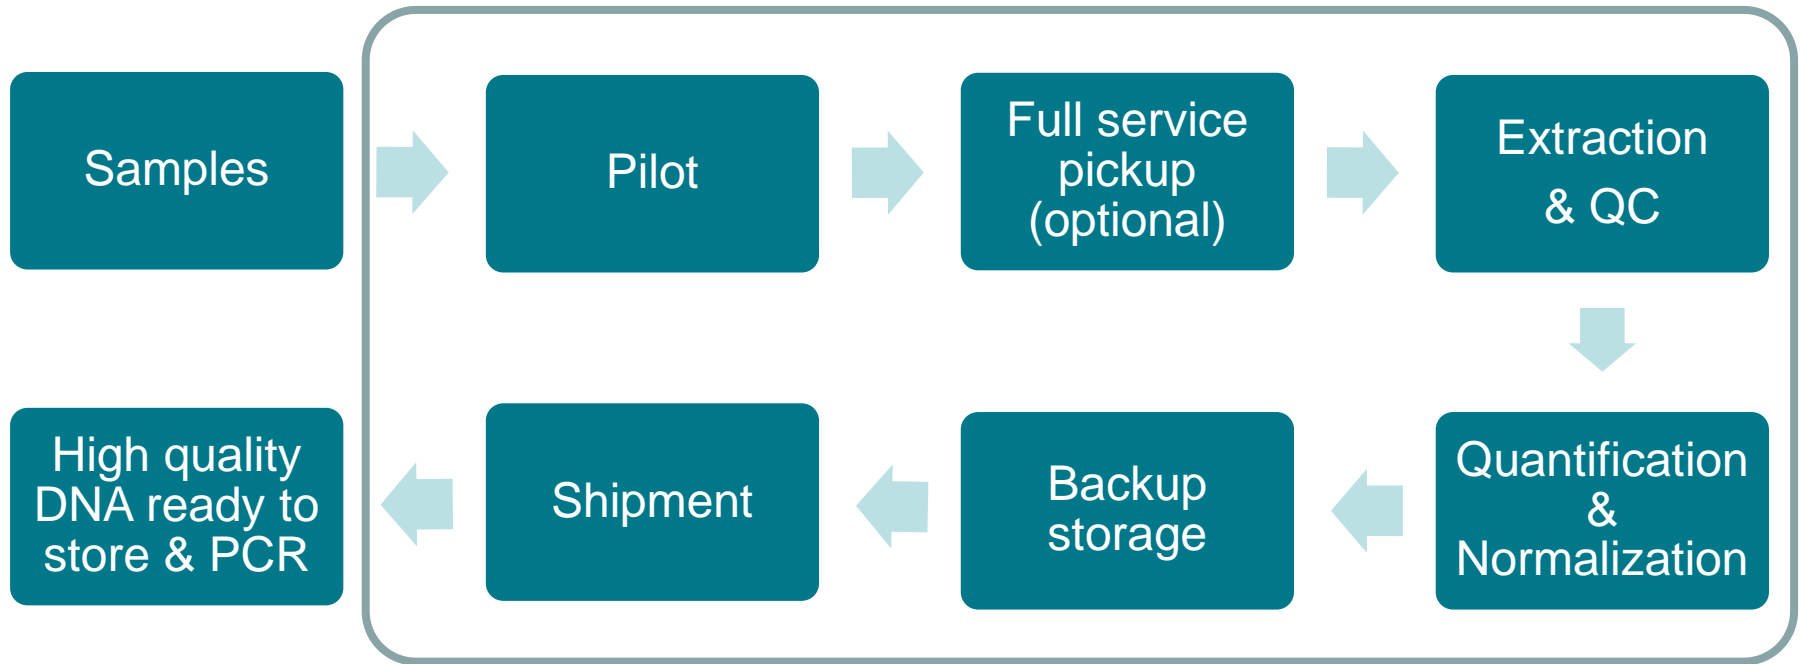 Samples
Pilot
Full service
pickup
(optional)
Extraction
& QC
High quality
DNA ready to
store & PCR
Shipment
Backup
storage
Quantification
&
Normalization